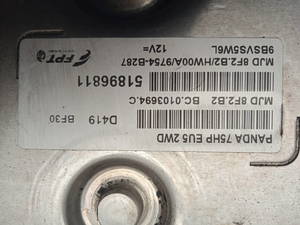 PANDA 75HP EU5 2WD
D419 BF30
MJD 8F2.B2 BC.0103694.C
51896811
MJD 8F2.B2/HW00A/9754-B287
12V=
9BSVS5W6L
FPT